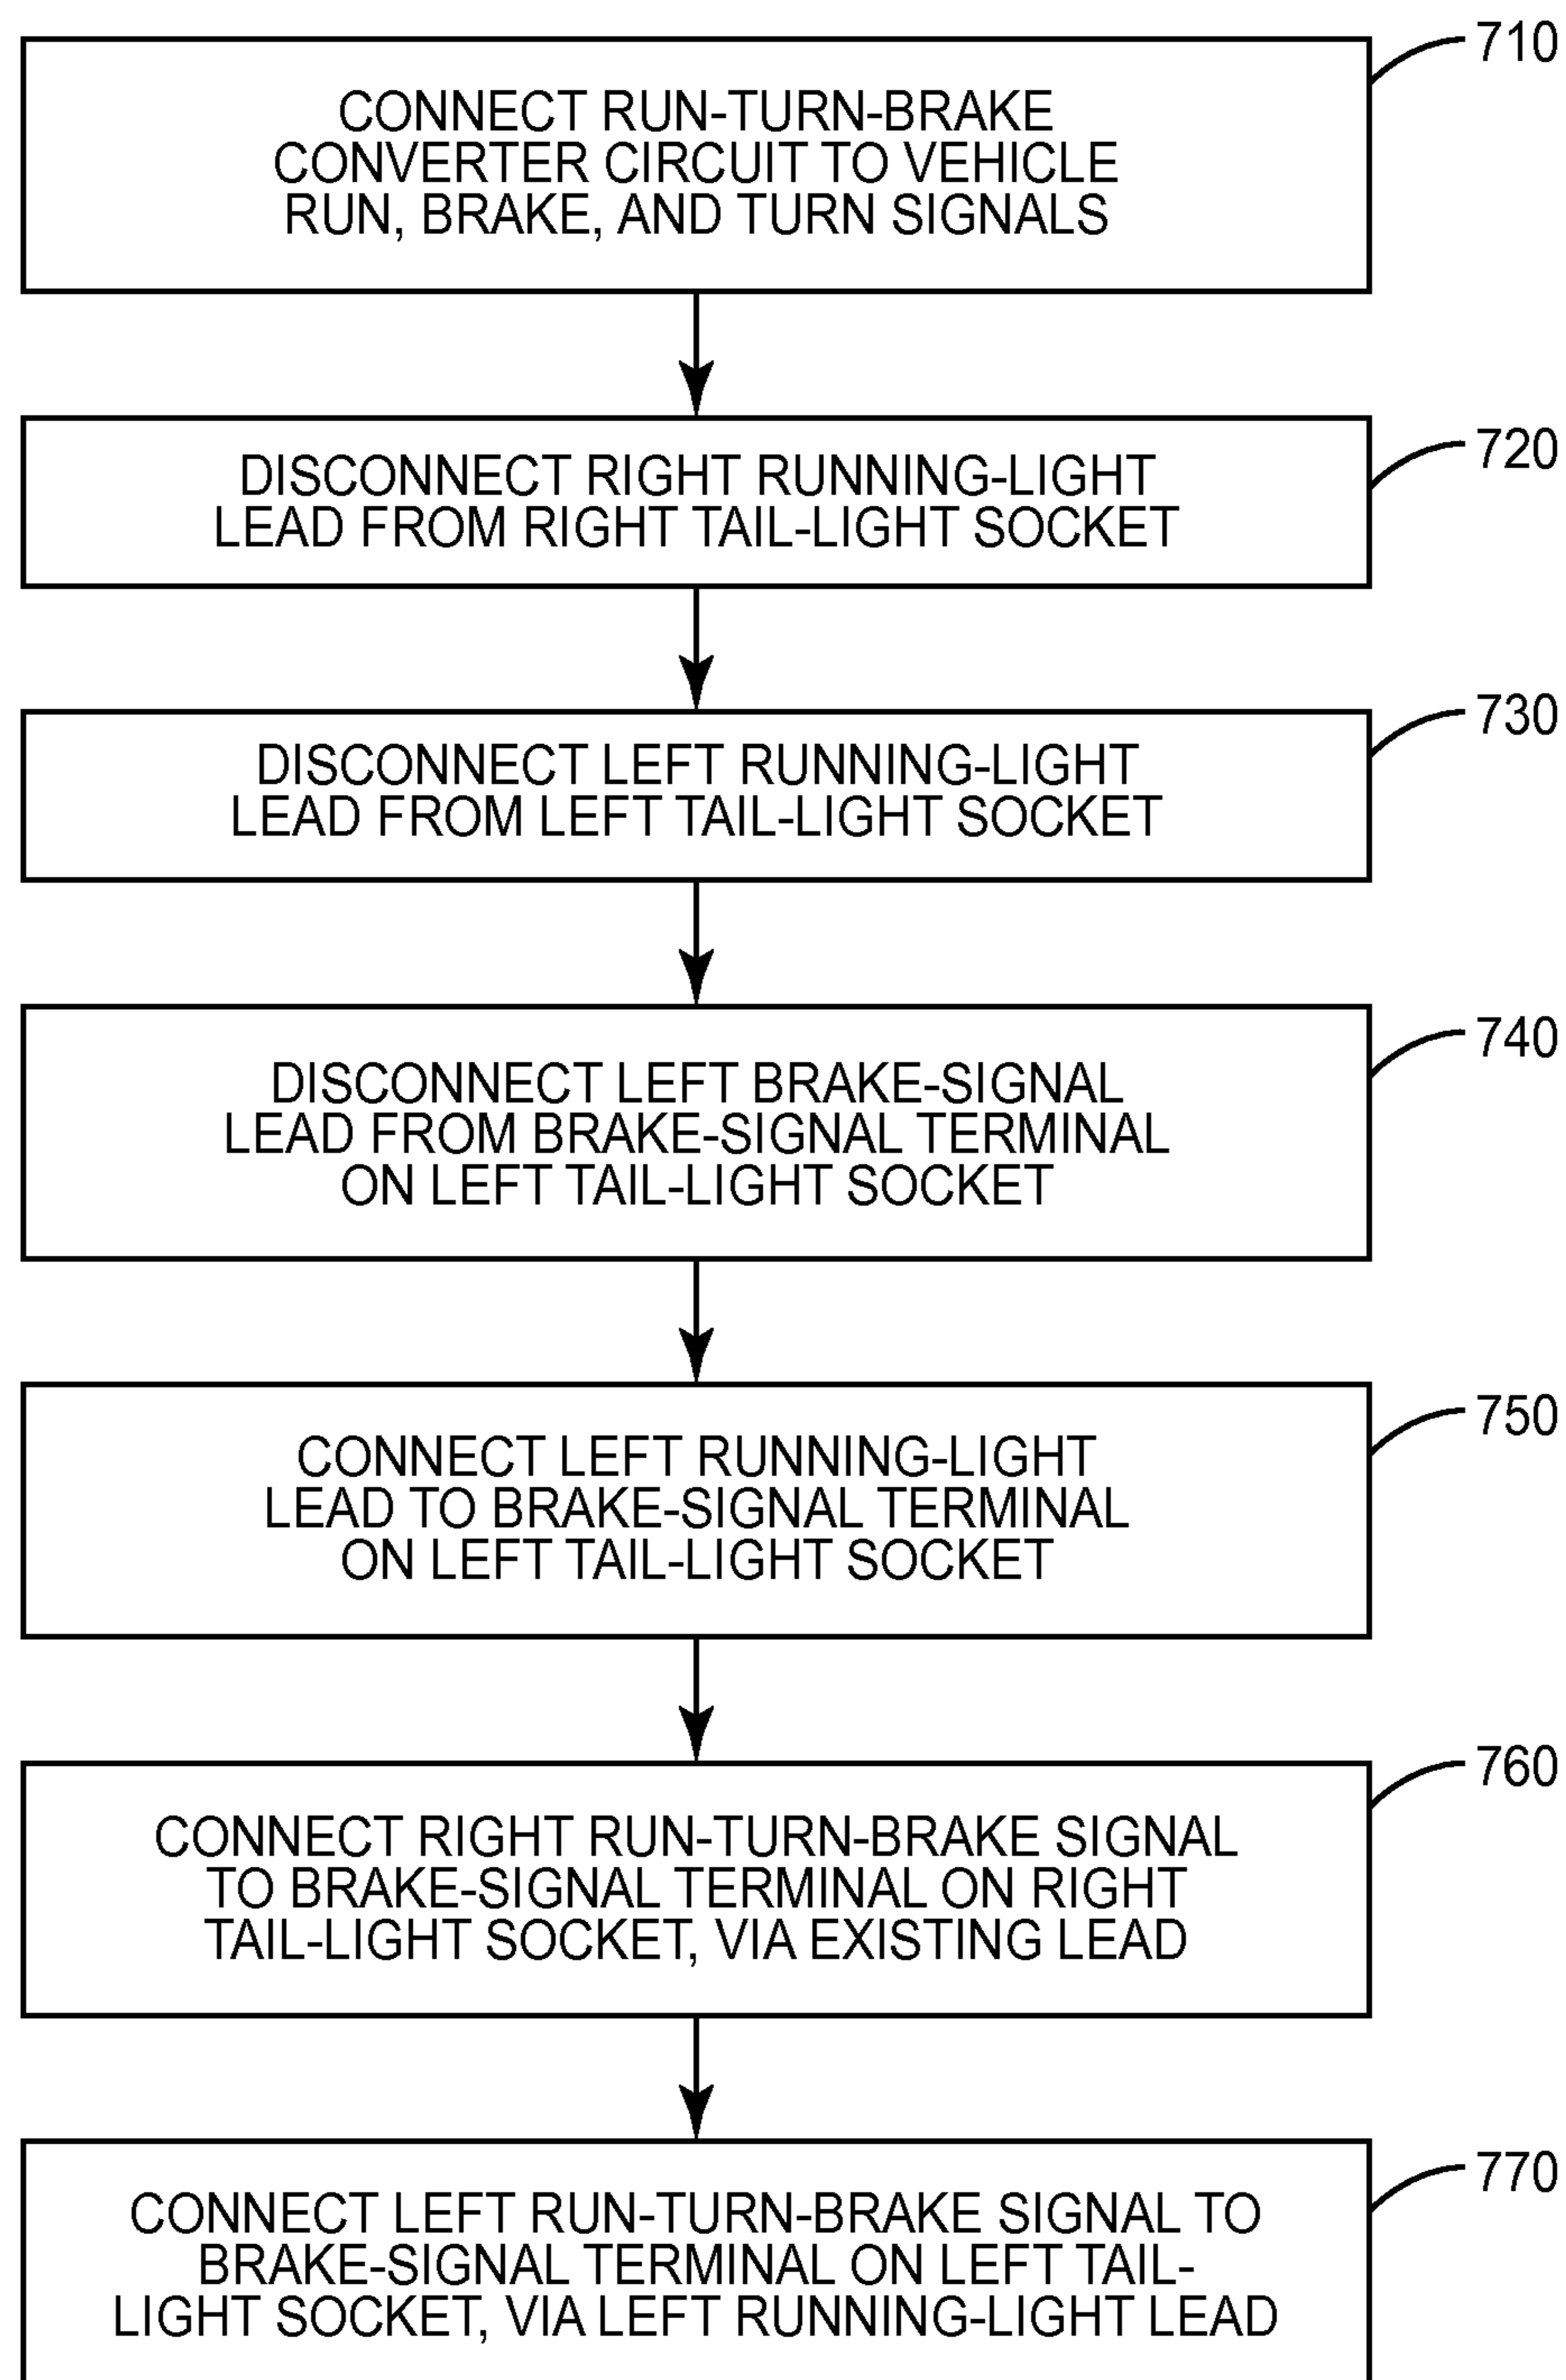 710
CONNECT RUN-TURN-BRAKE
CONVERTER CIRCUIT TO VEHICLE
RUN, BRAKE, AND TURN SIGNALS
720
DISCONNECT RIGHT RUNNING-LIGHT
LEAD FROM RIGHT TAIL-LIGHT SOCKET
730
DISCONNECT LEFT RUNNING-LIGHT
LEAD FROM LEFT TAIL-LIGHT SOCKET
740
DISCONNECT LEFT BRAKE-SIGNAL
LEAD FROM BRAKE-SIGNAL TERMINAL
ON LEFT TAIL-LIGHT SOCKET
750
CONNECT LEFT RUNNING-LIGHT
LEAD TO BRAKE-SIGNAL TERMINAL
ON LEFT TAIL-LIGHT SOCKET
760
CONNECT RIGHT RUN-TURN-BRAKE SIGNAL
TO BRAKE-SIGNAL TERMINAL ON RIGHT
TAIL-LIGHT SOCKET, VIA EXISTING LEAD
770
CONNECT LEFT RUN-TURN-BRAKE SIGNAL TO
BRAKE-SIGNAL TERMINAL ON LEFT TAIL-
LIGHT SOCKET, VIA LEFT RUNNING-LIGHT LEAD